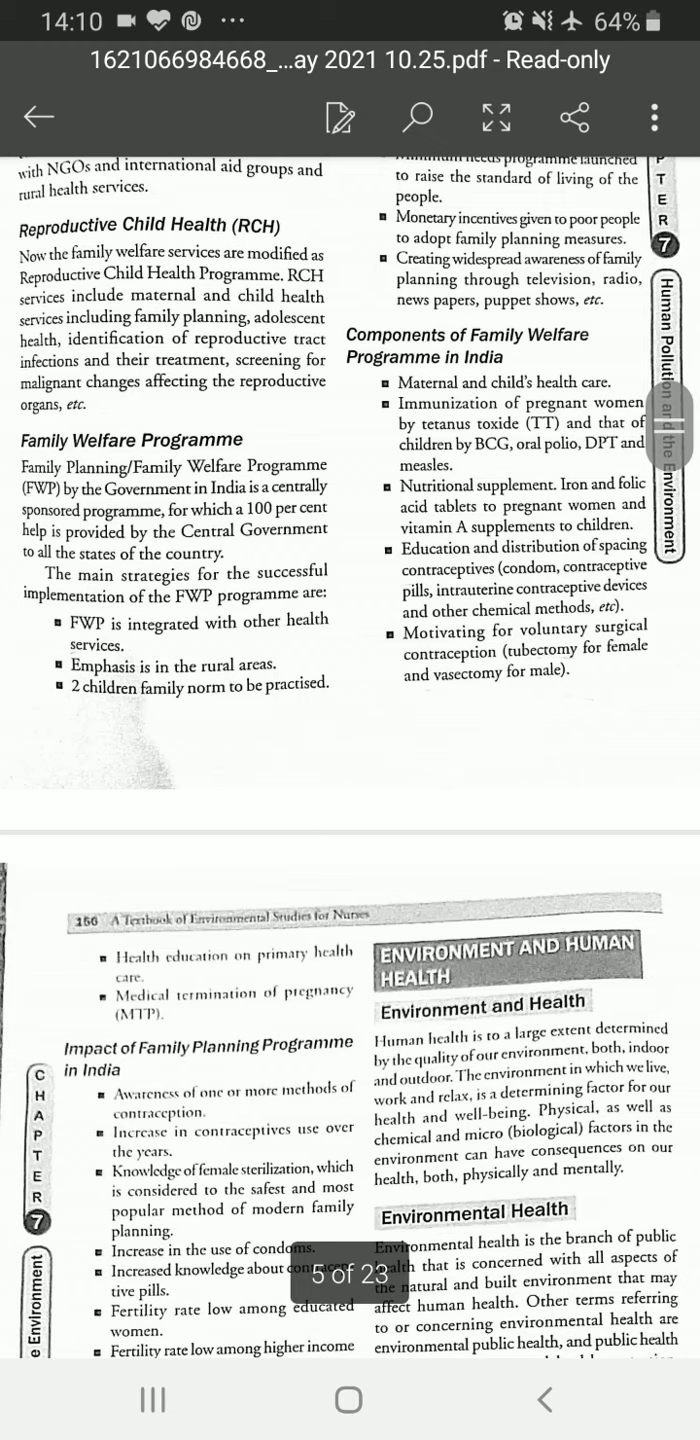 14:10
64%
1621066984668_...ay 2021 10.25.pdf - Read-only
with NGOs and international aid groups and
rural health services.
Reproductive Child Health (RCH)
Now the family welfare services are modified as
Reproductive Child Health Programme. RCH
services include maternal and child health
services including family planning, adolescent
health, identification of reproductive tract
infections and their treatment, screening for
malignant changes affecting the reproductive
organs, etc.
Family Welfare Programme
Family Planning/Family Welfare Programme
(FWP) by the Government in India is a centrally
sponsored programme, for which a 100 per cent
help is provided by the Central Government
to all the states of the country.
The main strategies for the successful
implementation of the FWP programme are:
FWP is integrated with other health
services.
Emphasis is in the rural areas.
2 children family norm to be practised.
Minimum needs programme launched
to raise the standard of living of the
people.
Monetary incentives given to poor people
to adopt family planning measures.
Creating widespread awareness of family
planning through television, radio,
news papers, puppet shows, etc.
Components of Family Welfare
Programme in India
Maternal and child's health care.
Immunization of pregnant women
by tetanus toxide (TT) and that of
children by BCG, oral polio, DPT and
measles.
Nutritional supplement. Iron and folic
acid tablets to pregnant women and
vitamin A supplements to children.
Education and distribution of spacing
contraceptives (condom, contraceptive
pills, intrauterine contraceptive devices
and other chemical methods, etc).
Motivating for voluntary surgical
contraception (tubectomy for female
and vasectomy for male).
P
T
E
R
7
Human Pollution and the Environment
156 A Textbook of Environmental Studies for Nurses
Health education on primary health
care.
Medical termination of pregnancy
(MTP).
Impact of Family Planning Programme
in India
Awareness of one or more methods of
contraception.
Increase in contraceptives use over
the years.
Knowledge of female sterilization, which
is considered to the safest and most
popular method of modern family
planning.
Increase in the use of condoms.
Increased knowledge about contracep-
tive pills.
Fertility rate low among educated
women.
Fertility rate low among higher income
C
H
A
P
T
E
R
7
e Environment
ENVIRONMENT AND HUMAN
HEALTH
Environment and Health
Human health is to a large extent determined
by the quality of our environment, both, indoor
and outdoor. The environment in which we live,
work and relax, is a determining factor for our
health and well-being. Physical, as well as
chemical and micro (biological) factors in the
environment can have consequences on our
health, both, physically and mentally.
Environmental Health
Environmental health is the branch of public
health that is concerned with all aspects of
the natural and built environment that may
affect human health. Other terms referring
to or concerning environmental health are
environmental public health, and public health
5 of 23